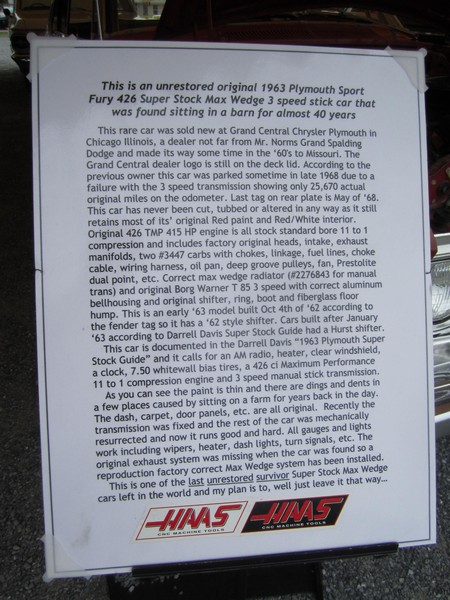 This is an unrestored original 1963 Plymouth Sport
Fury 426 Super Stock Max Wedge 3 speed stick car that
was found sitting in a barn for almost 40 years
This rare car was sold new at Grand Central Chrysler Plymouth in
Chicago Illinois, a dealer not far from Mr. Norms Grand Spalding
Dodge and made its way some time in the '60's to Missouri. The
Grand Central dealer logo is still on the deck lid. According to the
previous owner this car was parked sometime in late 1968 due to a
failure with the 3 speed transmission showing only 25,670 actual
original miles on the odometer. Last tag on rear plate is May of '68.
This car has never been cut, tubbed or altered in any way as it still
retains most of its' original Red paint and Red/White interior.
Original 426 TMP 415 HP engine is all stock standard bore 11 to 1
compression and includes factory original heads, intake, exhaust
manifolds, two #3447 carbs with chokes, linkage, fuel lines, choke
cable, wiring harness, oil pan, deep groove pulleys, fan, Prestolite
dual point, etc. Correct max wedge radiator (#2276843 for manual
trans) and original Borg Warner T 85 3 speed with correct aluminum
bellhousing and original shifter, ring, boot and fiberglass floor
hump. This is an early '63 model built Oct 4th of '62 according to
the fender tag so it has a '62 style shifter. Cars built after January
'63 according to Darrell Davis Super Stock Guide had a Hurst shifter.
This car is documented in the Darrell Davis "1963 Plymouth Super
Stock Guide" and it calls for an AM radio, heater, clear windshield,
a clock, 7.50 whitewall bias tires, a 426 ci Maximum Performance
11 to 1 compression engine and 3 speed manual stick transmission.
As you can see the paint is thin and there are dings and dents in
a few places caused by sitting on a farm for years back in the day.
The dash, carpet, door panels, etc. are all original. Recently the
transmission was fixed and the rest of the car was mechanically
resurrected and now it runs good and hard. All gauges and lights
work including wipers, heater, dash lights, turn signals, etc. The
original exhaust system was missing when the car was found so a
reproduction factory correct Max Wedge system has been installed.
This is one of the last unrestored survivor Super Stock Max Wedge
cars left in the world and my plan is to, well just leave it that way...
HAAS HAAS
CNC MACHINE TOOLS CNC MACHINE TOOLS